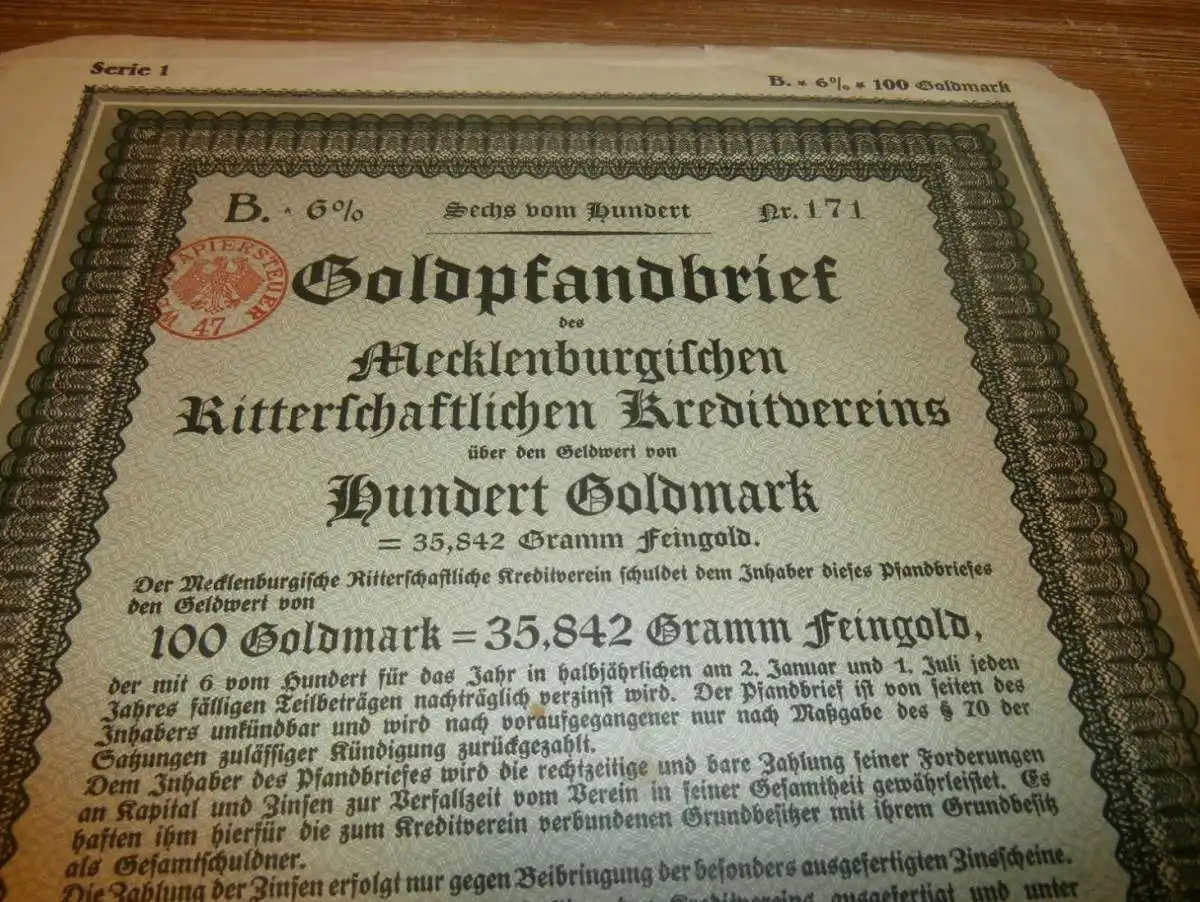 Serie 1
B. * 6% * 100 Goldmark
B. · 6% Sechs vom Hundert Nr. 171
WERTPAPIERSTEUER
47
Goldpfandbrief
des
Mecklenburgiſchen
Ritterſchaftlichen Kreditvereins
über den Geldwert von
Hundert Goldmark
= 35,842 Gramm Feingold.
Der Mecklenburgiſche Ritterſchaftliche Kreditverein ſchuldet dem Inhaber dieſes Pfandbriefes
den Geldwert von
100 Goldmark = 35,842 Gramm Feingold,
der mit 6 vom Hundert für das Jahr in halbjährlichen am 2. Januar und 1. Juli jeden
Jahres fälligen Teilbeträgen nachträglich verzinſt wird. Der Pfandbrief iſt von ſeiten des
Inhabers unkündbar und wird nach voraufgegangener nur nach Maßgabe des § 70 der
Satzungen zuläſſiger Kündigung zurückgezahlt.
Dem Inhaber des Pfandbriefes wird die rechtzeitige und bare Zahlung ſeiner Forderungen
an Kapital und Zinſen zur Verfallzeit vom Verein in ſeiner Geſamtheit gewährleiſtet. Es
haften ihm hierfür die zum Kreditverein verbundenen Grundbeſitzer mit ihrem Grundbeſitz
als Geſamtſchuldner.
Die Zahlung der Zinſen erfolgt nur gegen Beibringung der beſonders ausgefertigten Zinsſcheine.
Kreditverein ausgefertigt und unter